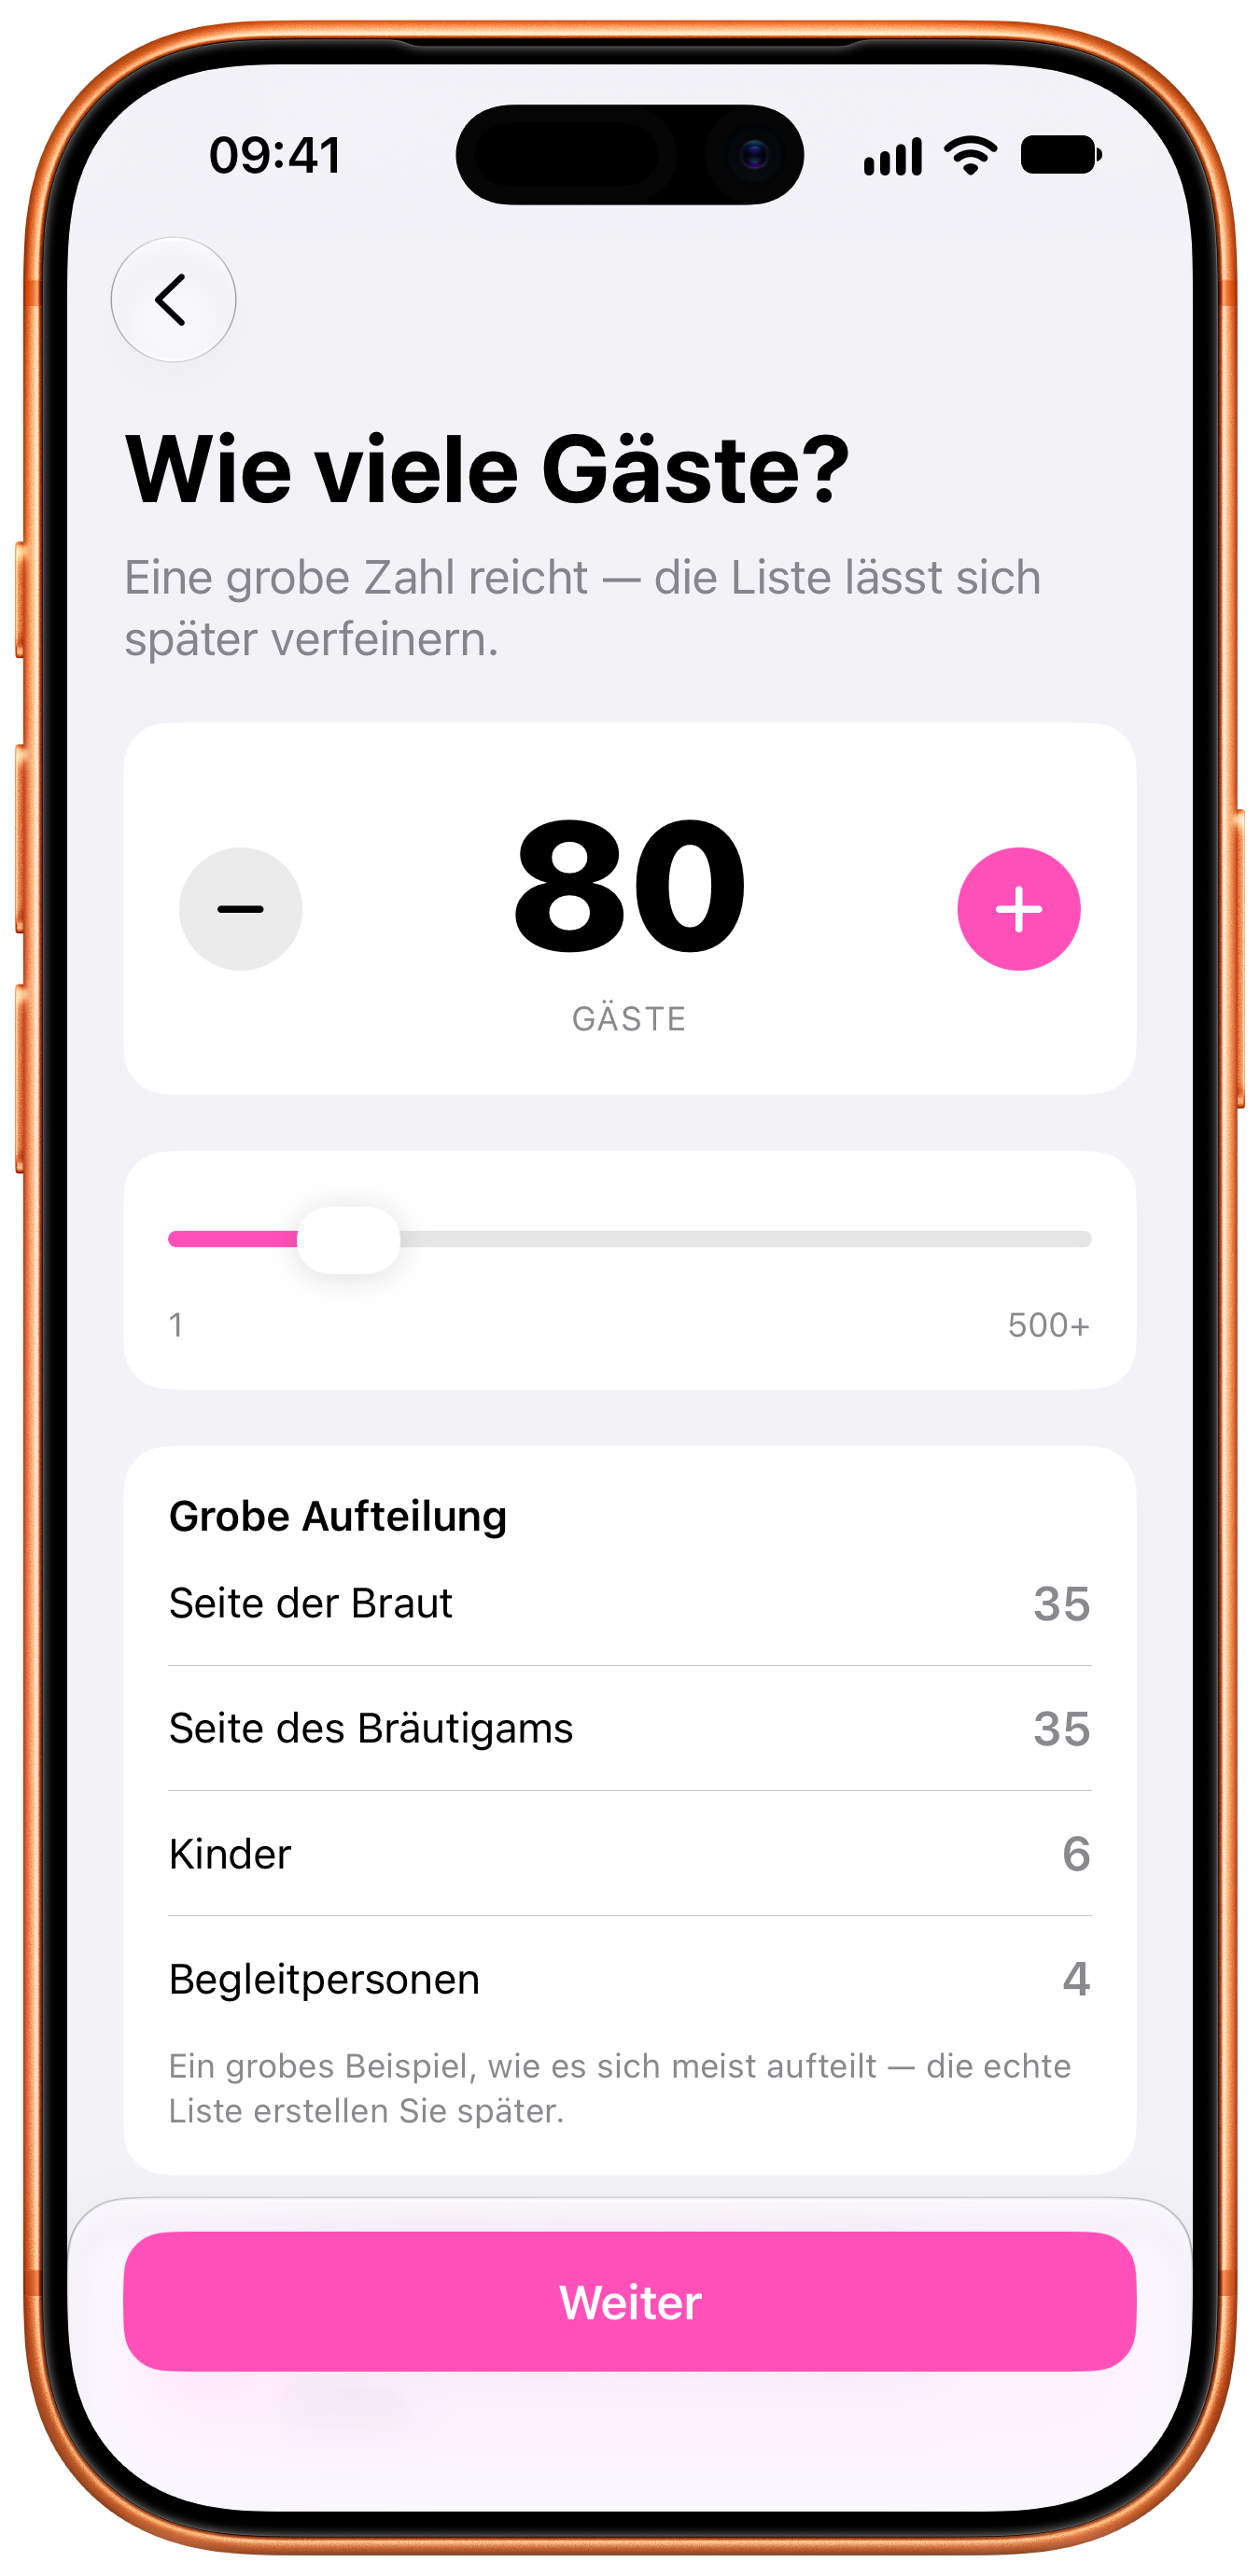 09:41
Wie viele Gäste?
Eine grobe Zahl reicht — die Liste lässt sich
später verfeinern.
80
GÄSTE
1
500+
Grobe Aufteilung
Seite der Braut
35
Seite des Bräutigams
35
Kinder
6
Begleitpersonen
4
Ein grobes Beispiel, wie es sich meist aufteilt — die echte
Liste erstellen Sie später.
Weiter